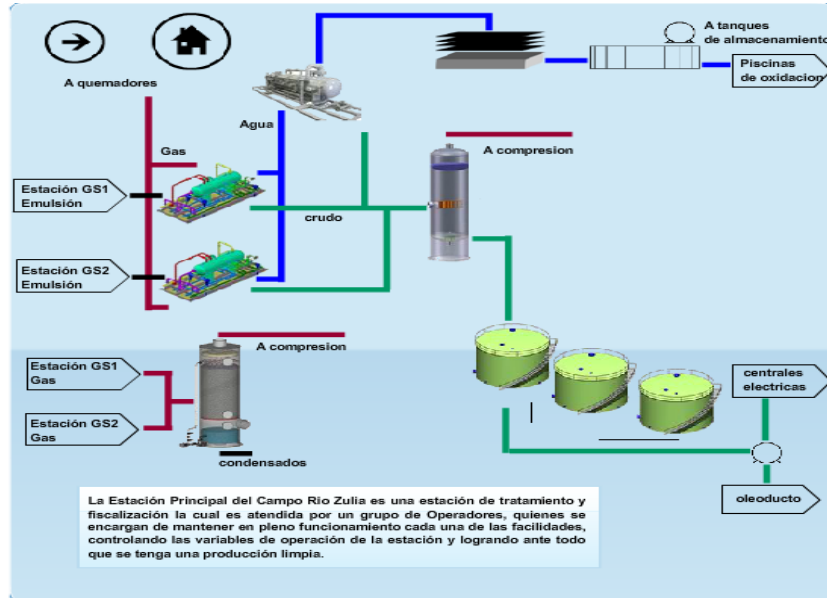 A tanques
de almacenamiento
Piscinas
de oxidacion
A quemadores
Agua
Gas
A compresion
Estación GS1
Emulsión
crudo
Estación GS2
Emulsión
A compresion
Estación GS1
Gas
Estación GS2
Gas
condensados
centrales
electricas
oleoducto
La Estación Principal del Campo Rio Zulia es una estación de tratamiento y
fiscalización la cual es atendida por un grupo de Operadores, quienes se
encargan de mantener en pleno funcionamiento cada una de las facilidades,
controlando las variables de operación de la estación y logrando ante todo
que se tenga una producción limpia.